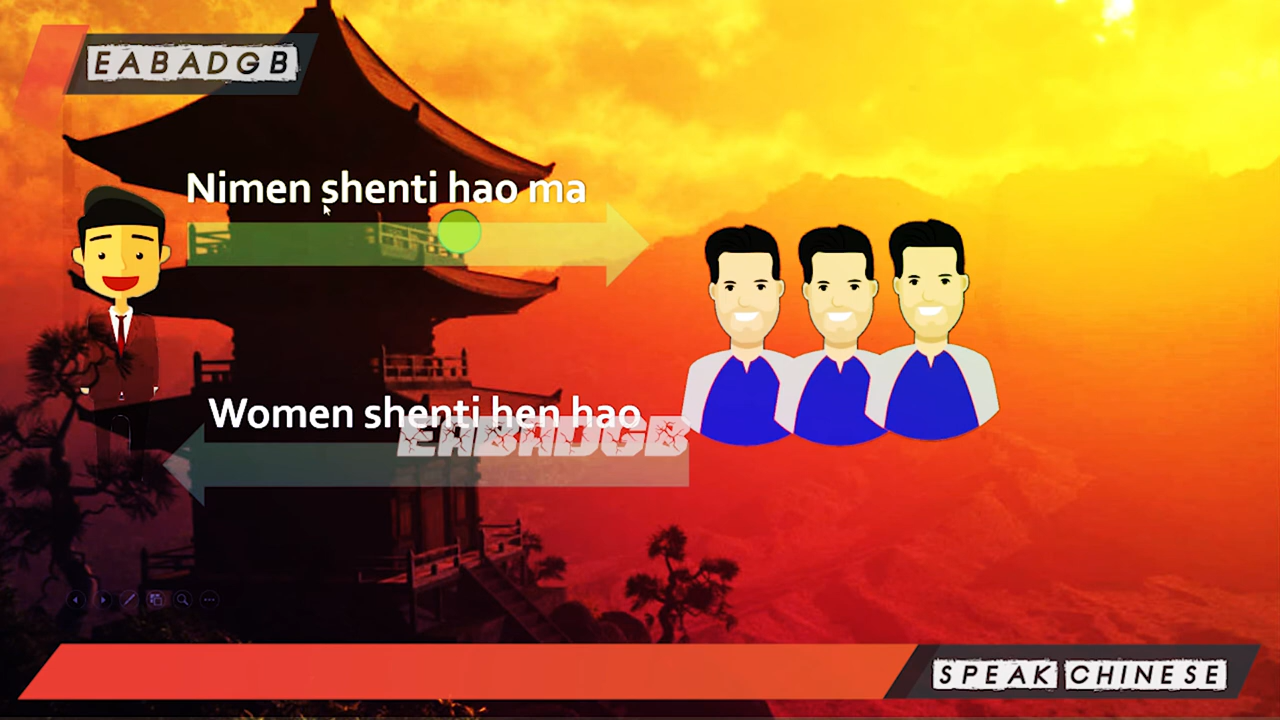 EABADGB
Nimen shenti hao ma
Women shenti hen hao
EABADGB
SPEAK CHINESE